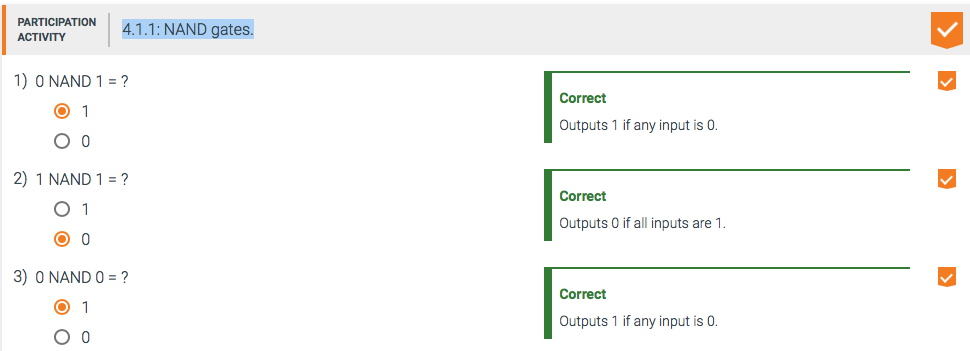 PARTICIPATION
ACTIVITY
4.1.1: NAND gates.
1) 0 NAND 1 = ?
1
0
Correct
Outputs 1 if any input is 0.
2) 1 NAND 1 = ?
1
0
Correct
Outputs 0 if all inputs are 1.
3) 0 NAND 0 = ?
1
0
Correct
Outputs 1 if any input is 0.